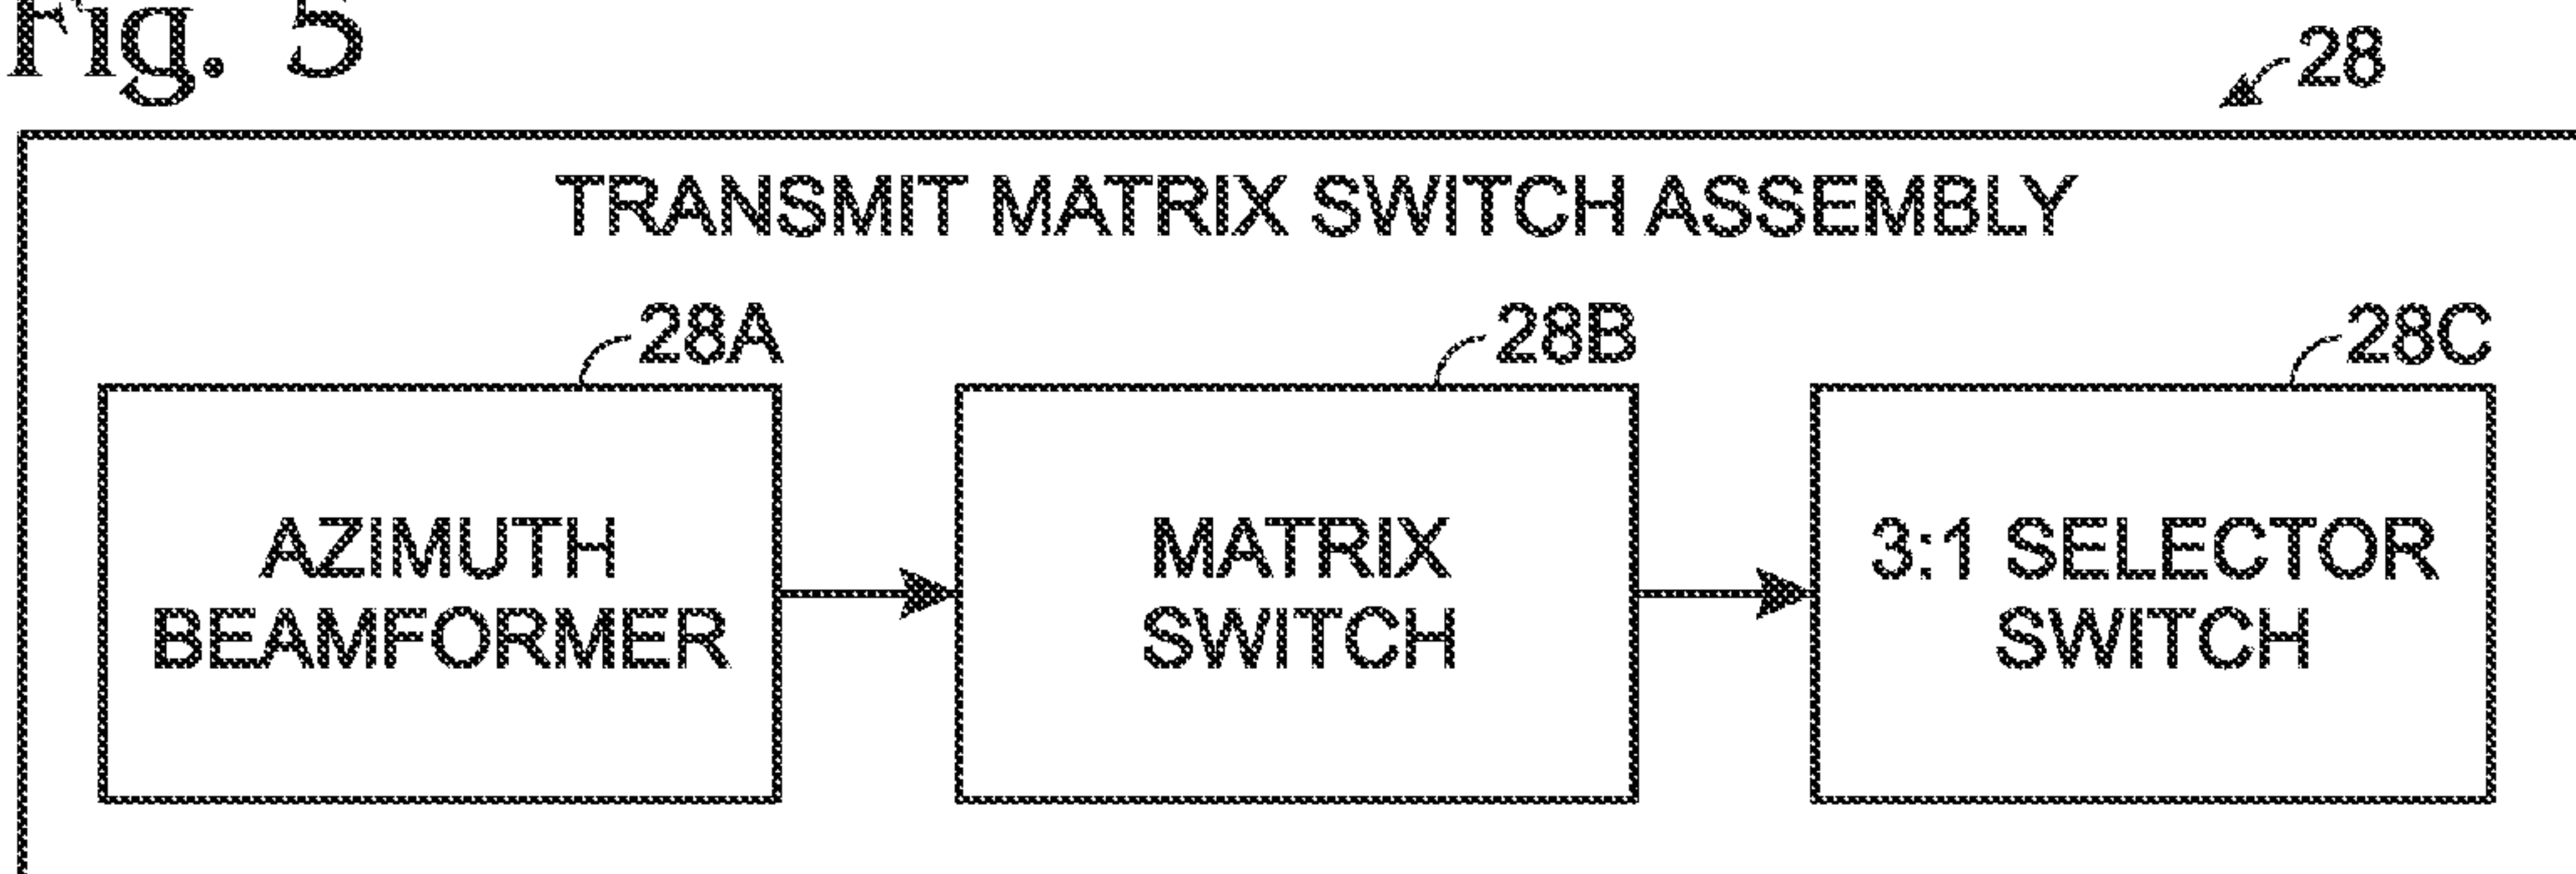 Fig. 5
28
TRANSMIT MATRIX SWITCH ASSEMBLY
28A
28B
28C
AZIMUTH
BEAMFORMER
MATRIX
SWITCH
3:1 SELECTOR
SWITCH